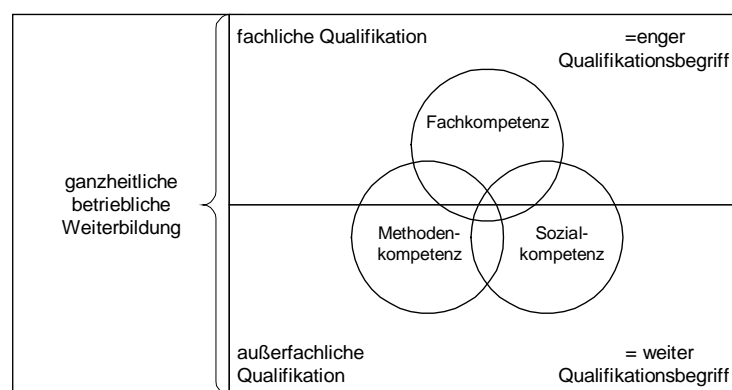 fachliche Qualifikation
=enger
Qualifikationsbegriff
Fachkompetenz
ganzheitliche
betriebliche
Weiterbildung
Methoden-
kompetenz
Sozial-
kompetenz
außerfachliche
Qualifikation
= weiter
Qualifikationsbegriff